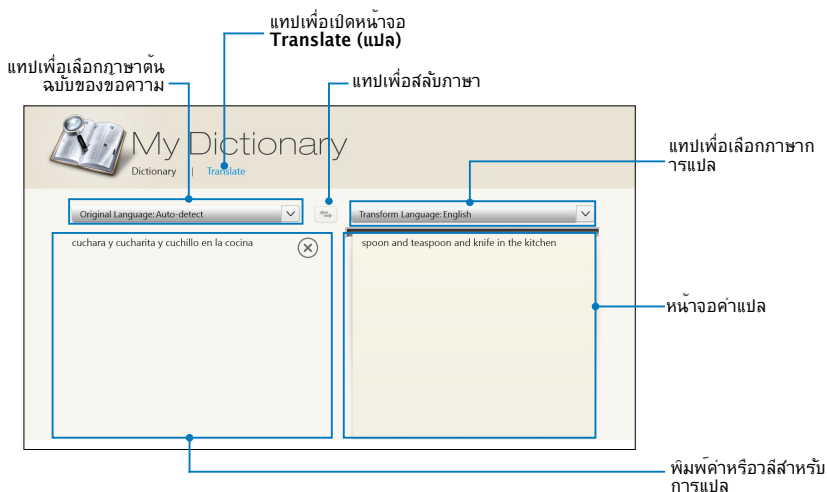 แทปเพื่อเปิดหน้าจอ
Translate (แปล)
แทปเพื่อเลือกภาษาต้น
ฉบับของข้อความ
แทปเพื่อสลับภาษา
My Dictionary
Dictionary | Translate
แทปเพื่อเลือกภาษาก
ารแปล
Original Language: Auto-detect
Transform Language: English
cuchara y cucharita y cuchillo en la cocina
spoon and teaspoon and knife in the kitchen
หน้าจอคำแปล
พิมพ์คำหรือวลีสำหรับ
การแปล